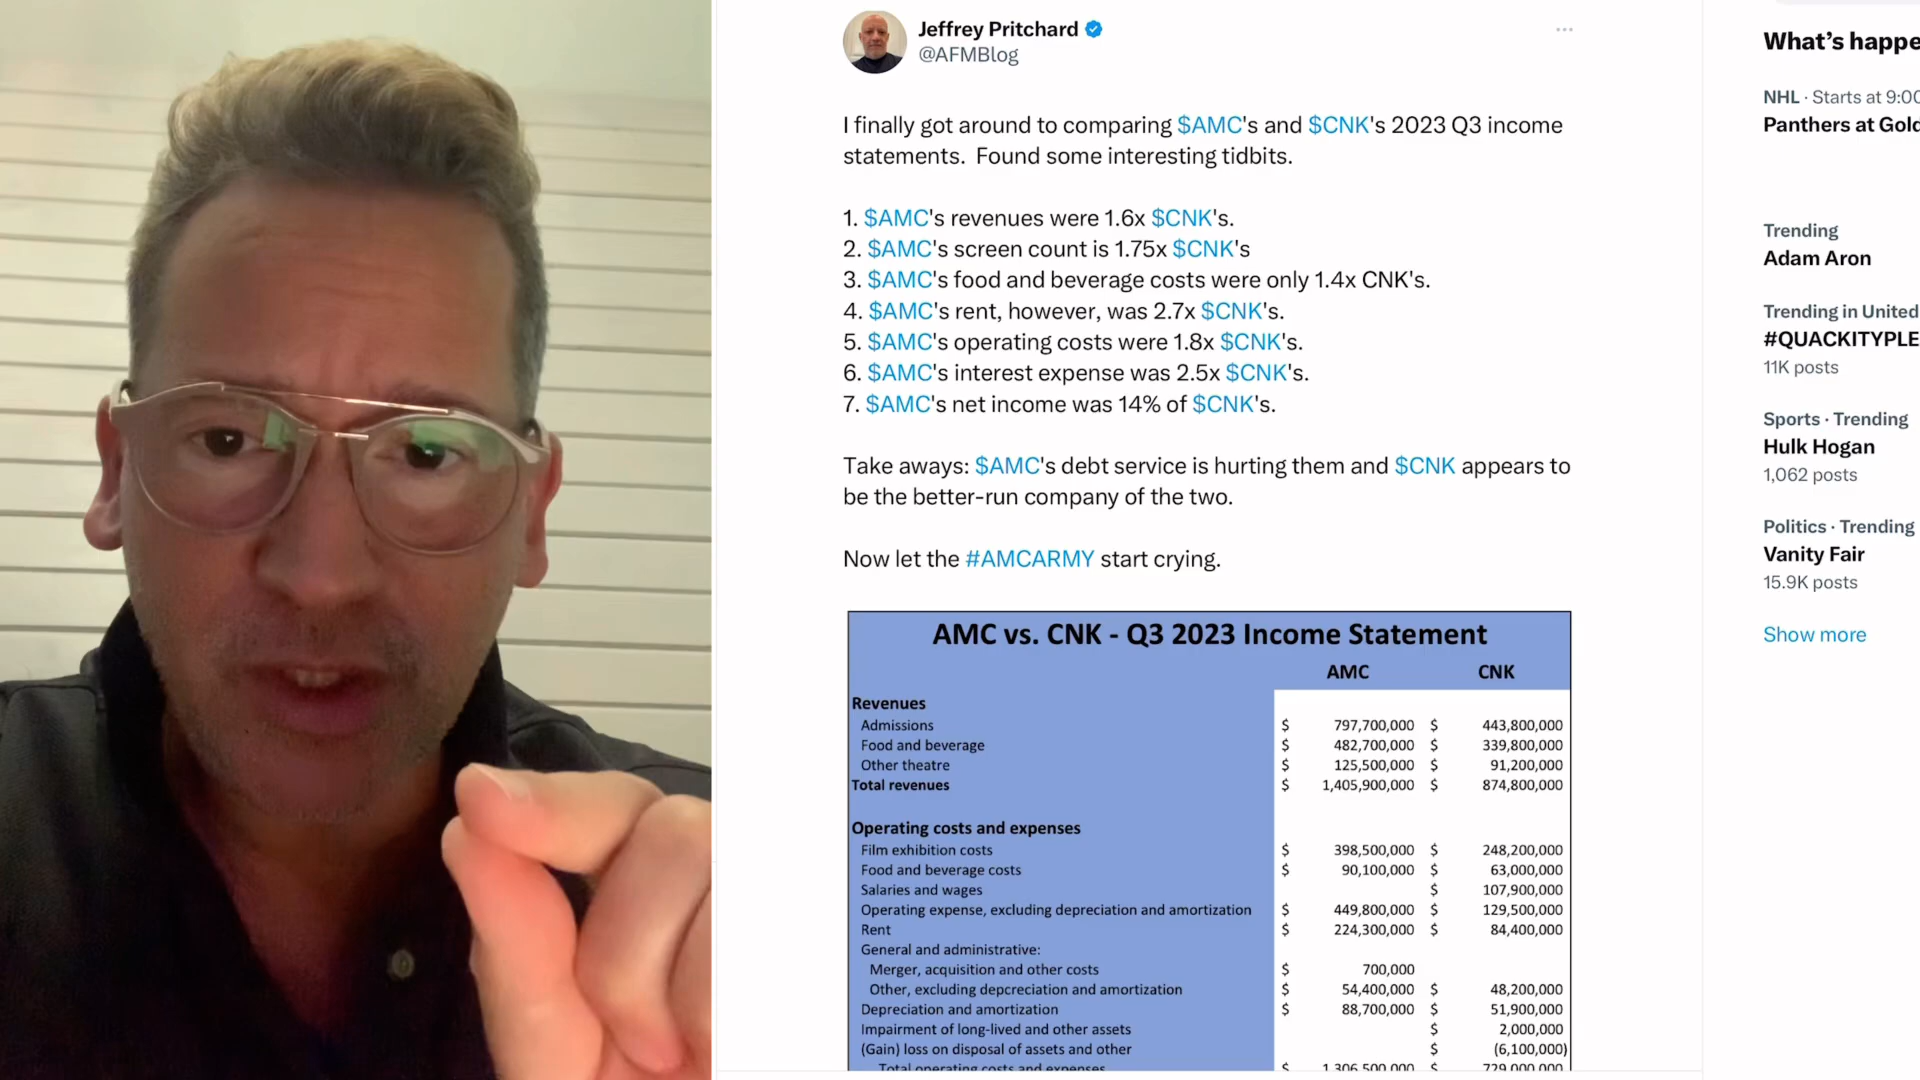 Jeffrey Pritchard
@AFMBlog
I finally got around to comparing $AMC's and $CNK's 2023 Q3 income
statements. Found some interesting tidbits.
1. $AMC's revenues were 1.6x $CNK's.
2. $AMC's screen count is 1.75x $CNK's
3. $AMC's food and beverage costs were only 1.4x CNK's.
4. $AMC's rent, however, was 2.7x $CNK's.
5. $AMC's operating costs were 1.8x $CNK's.
6. $AMC's interest expense was 2.5x $CNK's.
7. $AMC's net income was 14% of $CNK's.
Take aways: $AMC's debt service is hurting them and $CNK appears to
be the better-run company of the two.
Now let the #AMCARMY start crying.
AMC vs. CNK - Q3 2023 Income Statement
AMC CNK
Revenues
Admissions $ 797,700,000 $ 443,800,000
Food and beverage $ 482,700,000 $ 339,800,000
Other theatre $ 125,500,000 $ 91,200,000
Total revenues $ 1,405,900,000 $ 874,800,000
Operating costs and expenses
Film exhibition costs $ 398,500,000 $ 248,200,000
Food and beverage costs $ 90,100,000 $ 63,000,000
Salaries and wages $ 107,900,000
Operating expense, excluding depreciation and amortization $ 449,800,000 $ 129,500,000
Rent $ 224,300,000 $ 84,400,000
General and administrative:
Merger, acquisition and other costs $ 700,000
Other, excluding depcreciation and amortization $ 54,400,000 $ 48,200,000
Depreciation and amortization $ 88,700,000 $ 51,900,000
Impairment of long-lived and other assets $ 2,000,000
(Gain) loss on disposal of assets and other $ (6,100,000)
Total operating costs and expenses $ 1,306,500,000 $ 729,000,000
What's happe
NHL · Starts at 9:00
Panthers at Gold
Trending
Adam Aron
Trending in United
#QUACKITYPLE
11K posts
Sports · Trending
Hulk Hogan
1,062 posts
Politics · Trending
Vanity Fair
15.9K posts
Show more